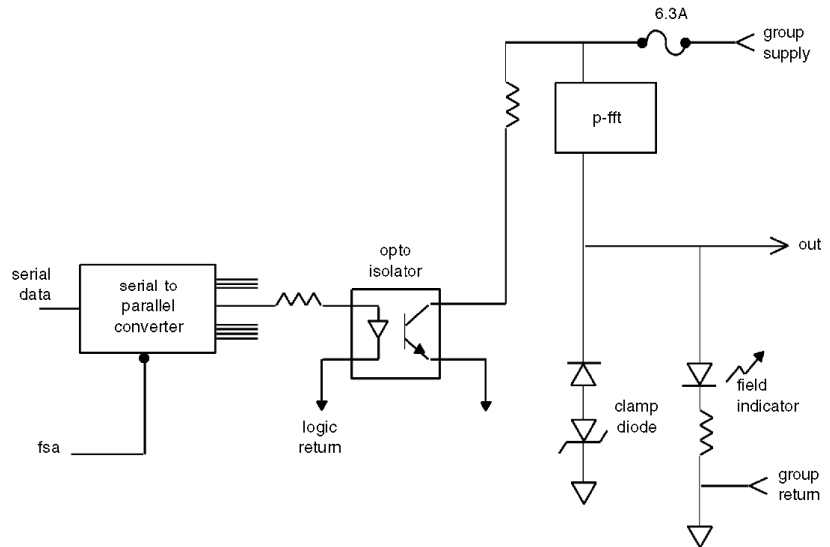 6.3A
group
supply
p-fft
out
opto
isolator
serial
data
serial to
parallel
converter
logic
return
fsa
clamp
diode
field
indicator
group
return